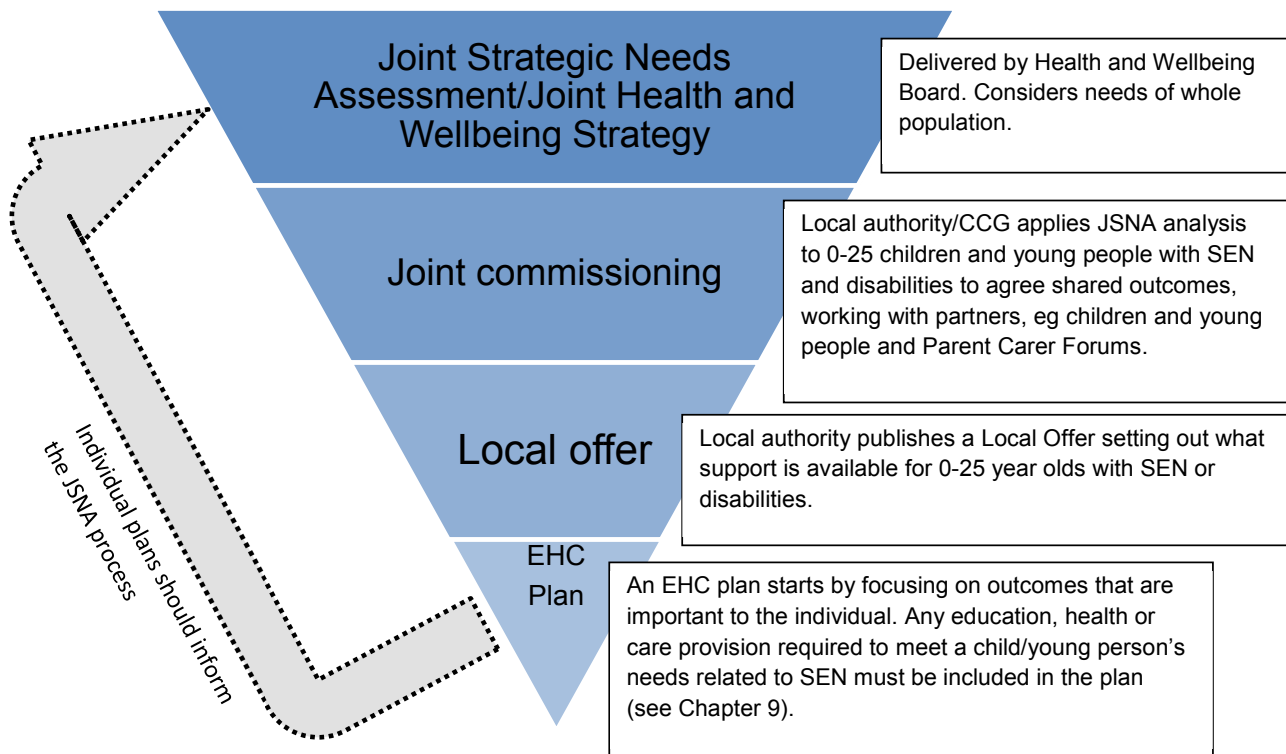 Joint Strategic Needs
Assessment/Joint Health and
Wellbeing Strategy
Delivered by Health and Wellbeing
Board. Considers needs of whole
population.
Joint commissioning
Local authority/CCG applies JSNA analysis
to 0-25 children and young people with SEN
and disabilities to agree shared outcomes,
working with partners, eg children and young
people and Parent Carer Forums.
Local offer
Local authority publishes a Local Offer setting out what
support is available for 0-25 year olds with SEN or
disabilities.
EHC
Plan
An EHC plan starts by focusing on outcomes that are
important to the individual. Any education, health or
care provision required to meet a child/young person's
needs related to SEN must be included in the plan
(see Chapter 9).
Individual plans should inform
the JSNA process